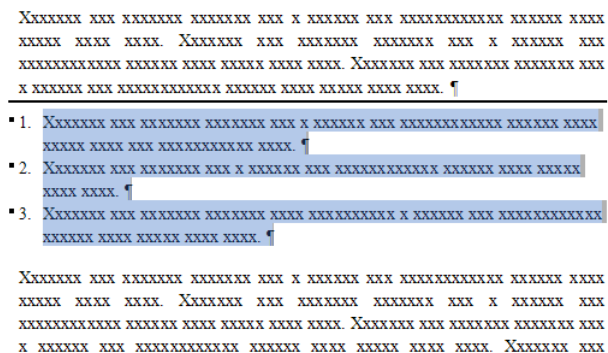 Xxxxxxx xxx xxxxxxx xxxxxxx xxx x xxxxxx xxx xxxxxxxxxxxx xxxxxx xxxx
xxxxx xxxx xxxx. Xxxxxxx xxx xxxxxxx xxxxxxx xxx x xxxxxx xxx
xxxxxxxxxxxx xxxxxx xxxx xxxxx xxxx xxxx. Xxxxxxx xxx xxxxxxx xxxxxxx xxx
x xxxxxx xxx xxxxxxxxxxxx xxxxxx xxxx xxxxx xxxx xxxx. ¶
1. Xxxxxxx xxx xxxxxxx xxxxxxx xxx x xxxxxx xxx xxxxxxxxxxxx xxxxxx xxxx
xxxxx xxxx xxx xxxxxxxxxxx xxxx. ¶
2. Xxxxxxx xxx xxxxxxx xxx x xxxxxx xxx xxxxxxxxxxxx xxxxxx xxxx xxxxx
xxxx xxxx. ¶
3. Xxxxxxx xxx xxxxxxx xxxxxxx xxxx xxxxxxxxxx x xxxxxx xxx xxxxxxxxxxxx
xxxxxx xxxx xxxxx xxxx xxxx. ¶
Xxxxxxx xxx xxxxxxx xxxxxxx xxx x xxxxxx xxx xxxxxxxxxxxx xxxxxx xxxx
xxxxx xxxx xxxx. Xxxxxxx xxx xxxxxxx xxxxxxx xxx x xxxxxx xxx
xxxxxxxxxxxx xxxxxx xxxx xxxxx xxxx xxxx. Xxxxxxx xxx xxxxxxx xxxxxxx xxx
x xxxxxx xxx xxxxxxxxxxxx xxxxxx xxxx xxxxx xxxx xxxx. Xxxxxxx xxx